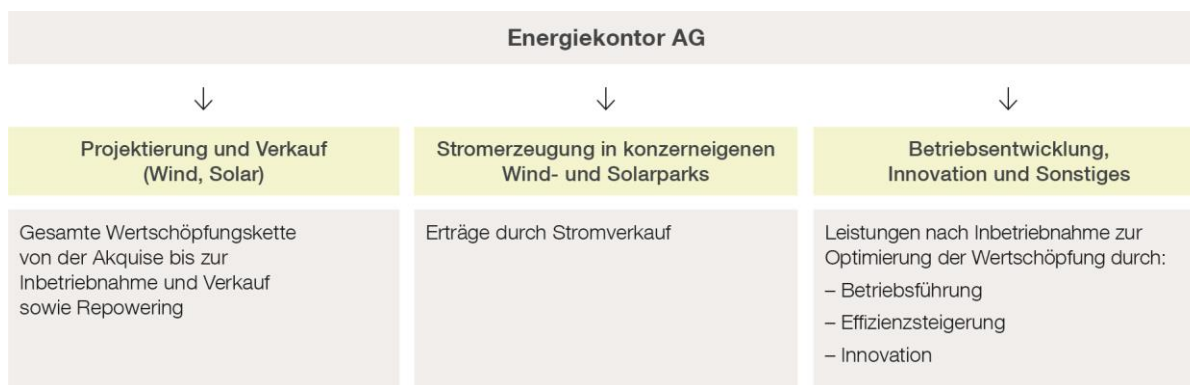 Energiekontor AG
Projektierung und Verkauf
(Wind, Solar)
Gesamte Wertschöpfungskette
von der Akquise bis zur
Inbetriebnahme und Verkauf
sowie Repowering
Stromerzeugung in konzerneigenen
Wind- und Solarparks
Erträge durch Stromverkauf
Betriebsentwicklung,
Innovation und Sonstiges
Leistungen nach Inbetriebnahme zur
Optimierung der Wertschöpfung durch:
– Betriebsführung
– Effizienzsteigerung
– Innovation